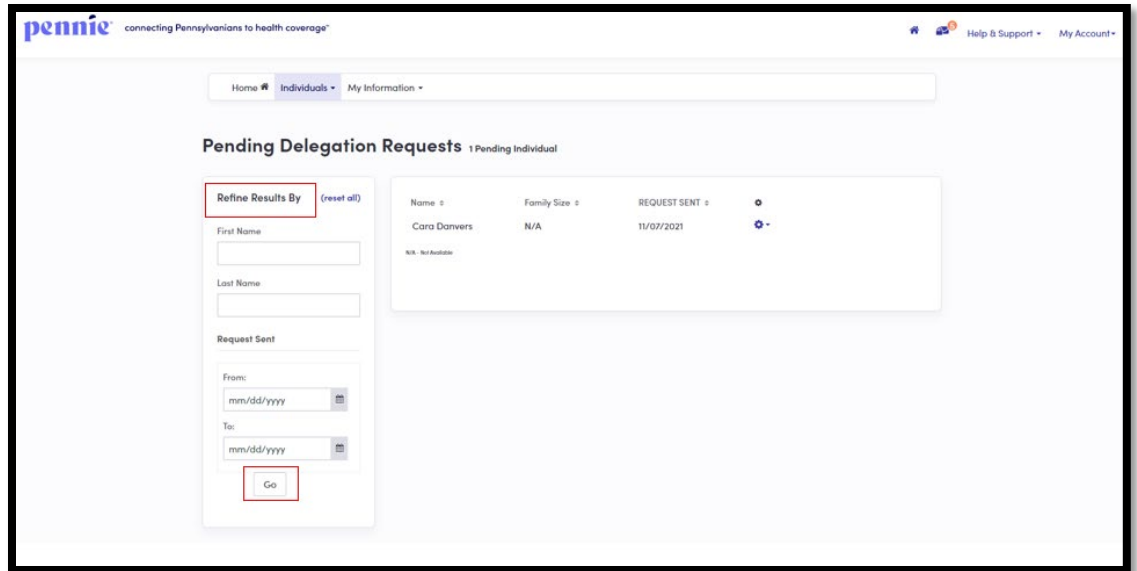 pennie connecting Pennsylvanians to health coverage™
6 Help & Support My Account
Home Individuals My Information
Pending Delegation Requests 1 Pending Individual
Refine Results By (reset all)
First Name
Last Name
Request Sent
From:
mm/dd/yyyy
To:
mm/dd/yyyy
Go
Name Family Size REQUEST SENT
Cara Danvers N/A 11/07/2021
N/A - Not Available